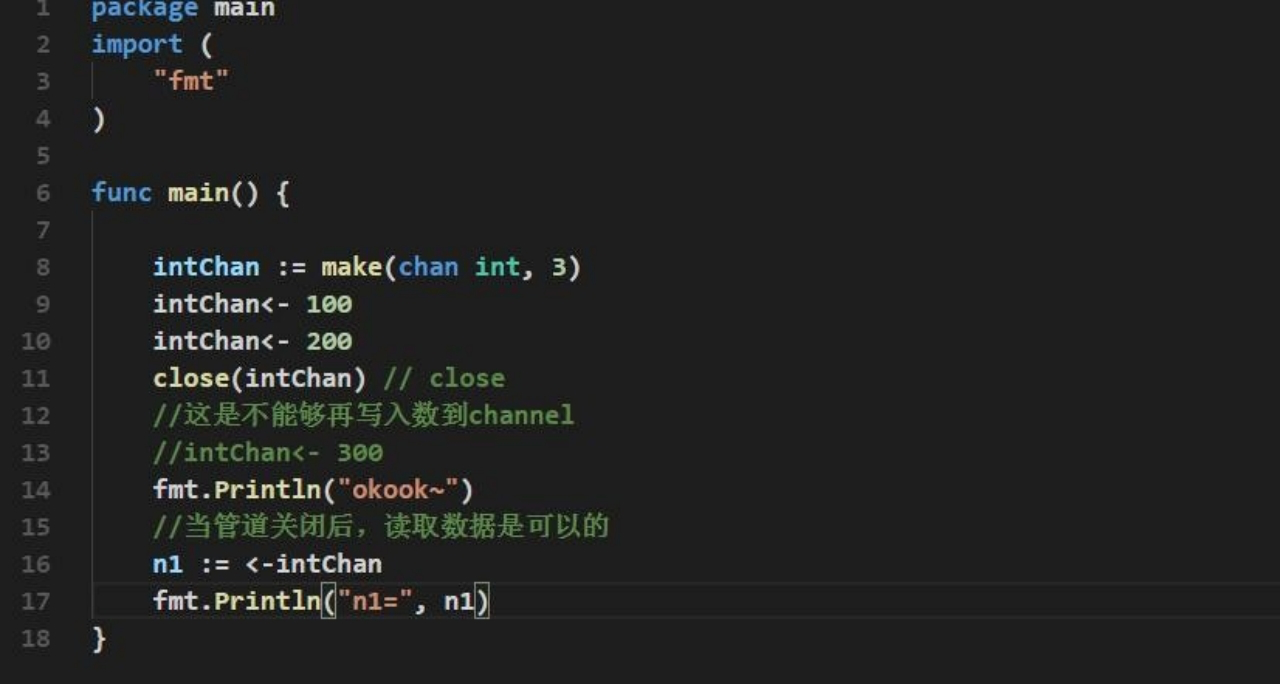 1 package main
2 import (
3     "fmt"
4 )
5
6 func main() {
7
8     intChan := make(chan int, 3)
9     intChan<- 100
10     intChan<- 200
11     close(intChan) // close
12     //这是不能够再写入数到channel
13     //intChan<- 300
14     fmt.Println("okook~")
15     //当管道关闭后，读取数据是可以的
16     n1 := <-intChan
17     fmt.Println("n1=", n1)
18 }